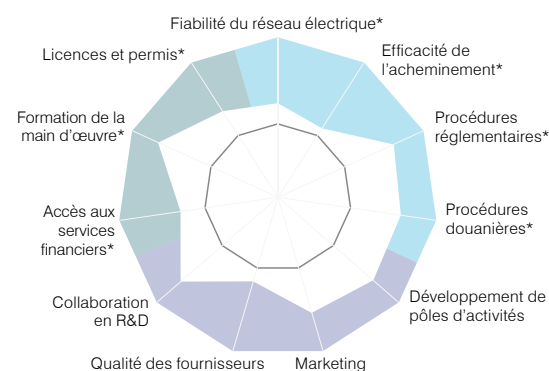 Fiabilité du réseau électrique*
Efficacité de
l'acheminement*
Procédures
réglementaires*
Procédures
douanières*
Développement de
pôles d'activités
Marketing
Qualité des fournisseurs
Collaboration
en R&D
Accès aux
services
financiers*
Formation de la
main d'œuvre*
Licences et permis*